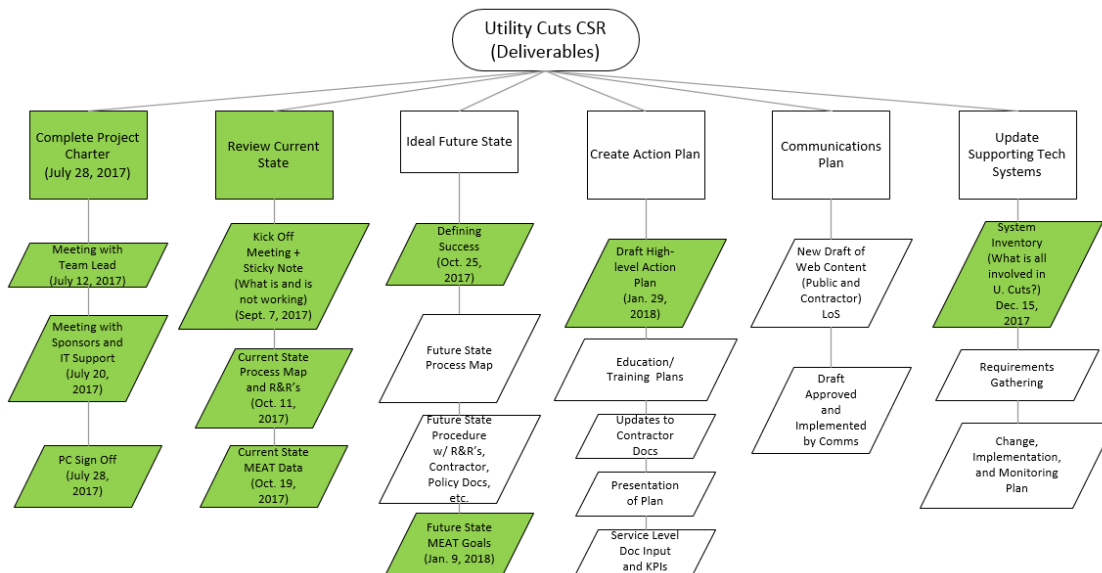 Utility Cuts CSR
(Deliverables)
Complete Project
Charter
(July 28, 2017)
Meeting with
Team Lead
(July 12, 2017)
Meeting with
Sponsors and
IT Support
(July 20,
2017)
PC Sign Off
(July 28,
2017)
Review Current
State
Kick Off
Meeting +
Sticky Note
(What is and is
not working)
(Sept. 7, 2017)
Current State
Process Map
and R&R's
(Oct. 11,
2017)
Current State
MEAT Data
(Oct. 19,
2017)
Ideal Future State
Defining
Success
(Oct. 25,
2017)
Future State
Process Map
Future State
Procedure
w/ R&R's,
Contractor,
Policy Docs,
etc.
Future State
MEAT Goals
(Jan. 9, 2018)
Create Action Plan
Draft High-
level Action
Plan
(Jan. 29,
2018)
Education/
Training Plans
Updates to
Contractor
Docs
Presentation
of Plan
Service Level
Doc Input
and KPIs
Communications
Plan
New Draft of
Web Content
(Public and
Contractor)
LoS
Draft
Approved
and
Implemented
by Comms
Update
Supporting Tech
Systems
System
Inventory
(What is all
involved in
U. Cuts?)
Dec. 15,
2017
Requirements
Gathering
Change,
Implementation,
and Monitoring
Plan